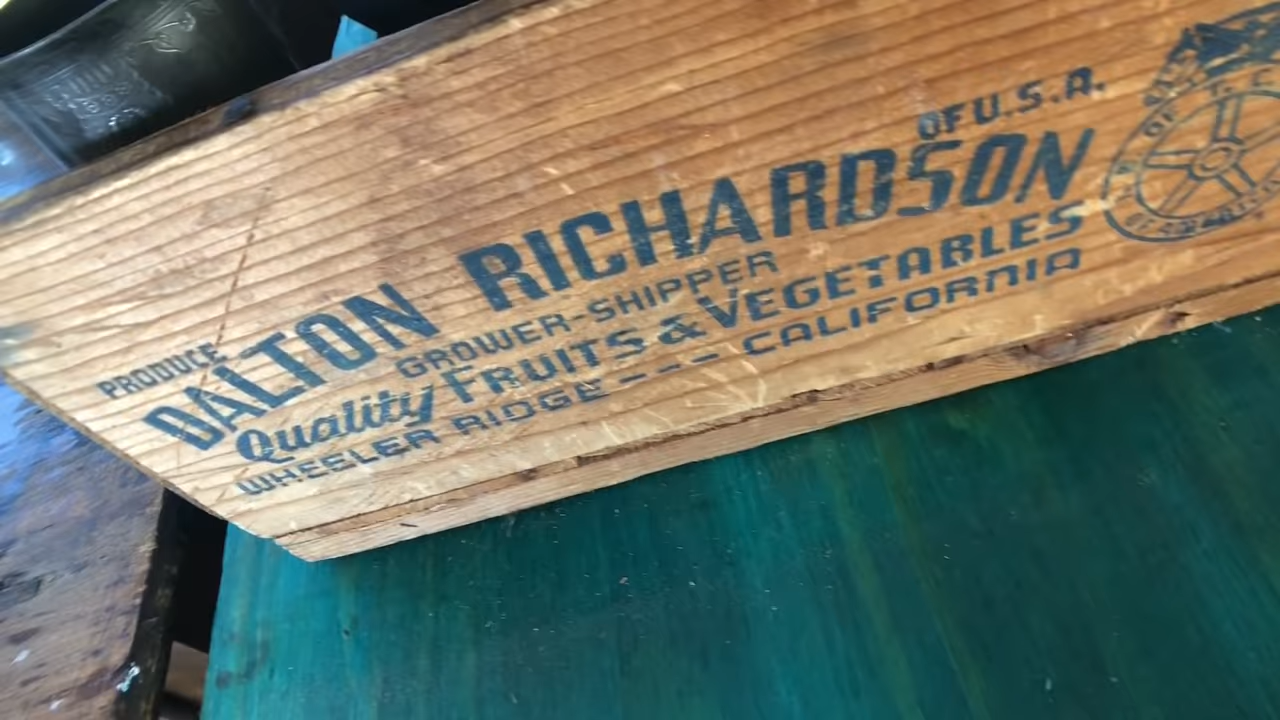 PRODUCE OF U.S.A.
DALTON RICHARDSON
GROWER-SHIPPER
Quality FRUITS & VEGETABLES
WHEELER RIDGE --- CALIFORNIA